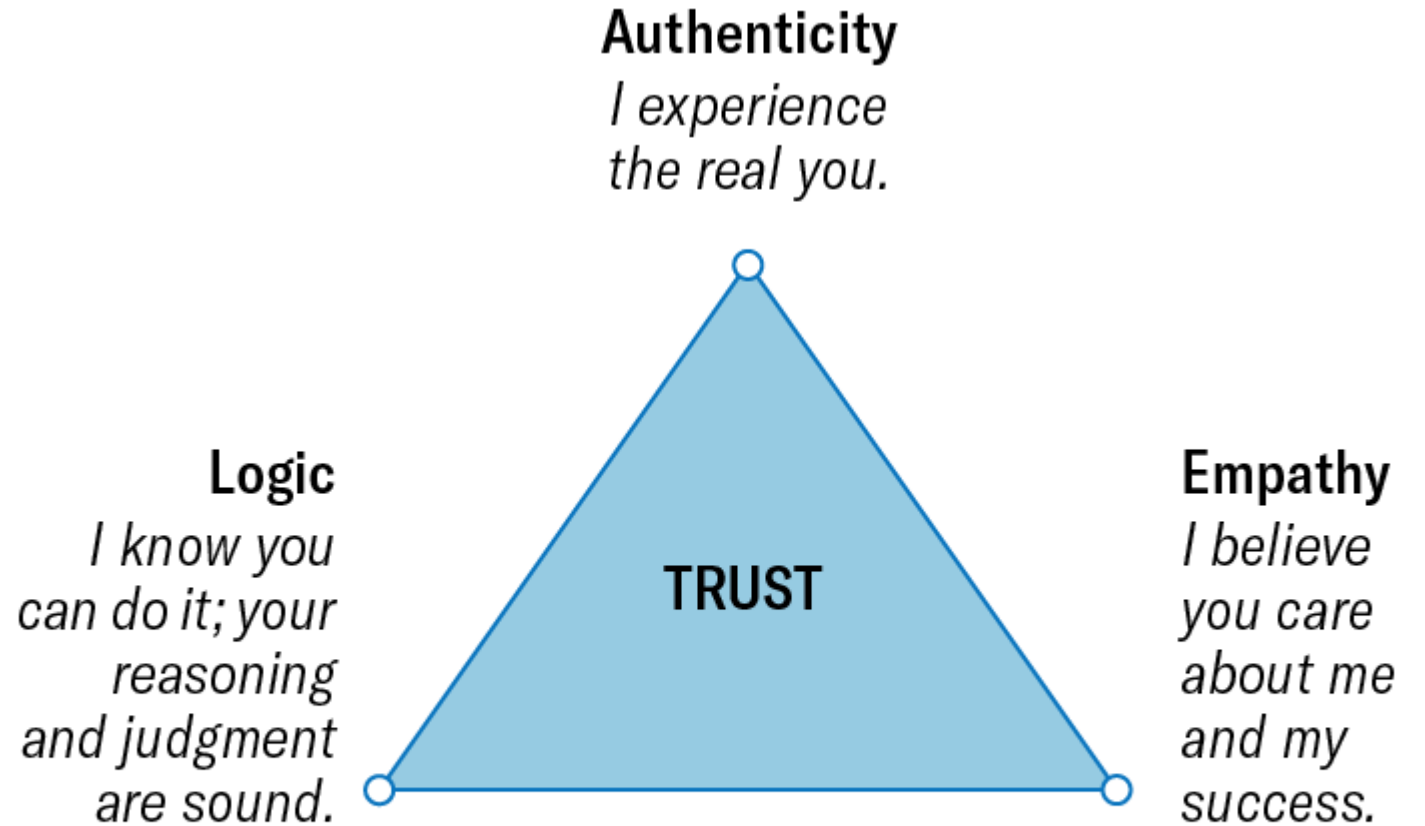 Authenticity
I experience
the real you.
Logic
I know you
can do it; your
reasoning
and judgment
are sound.
TRUST
Empathy
I believe
you care
about me
and my
success.